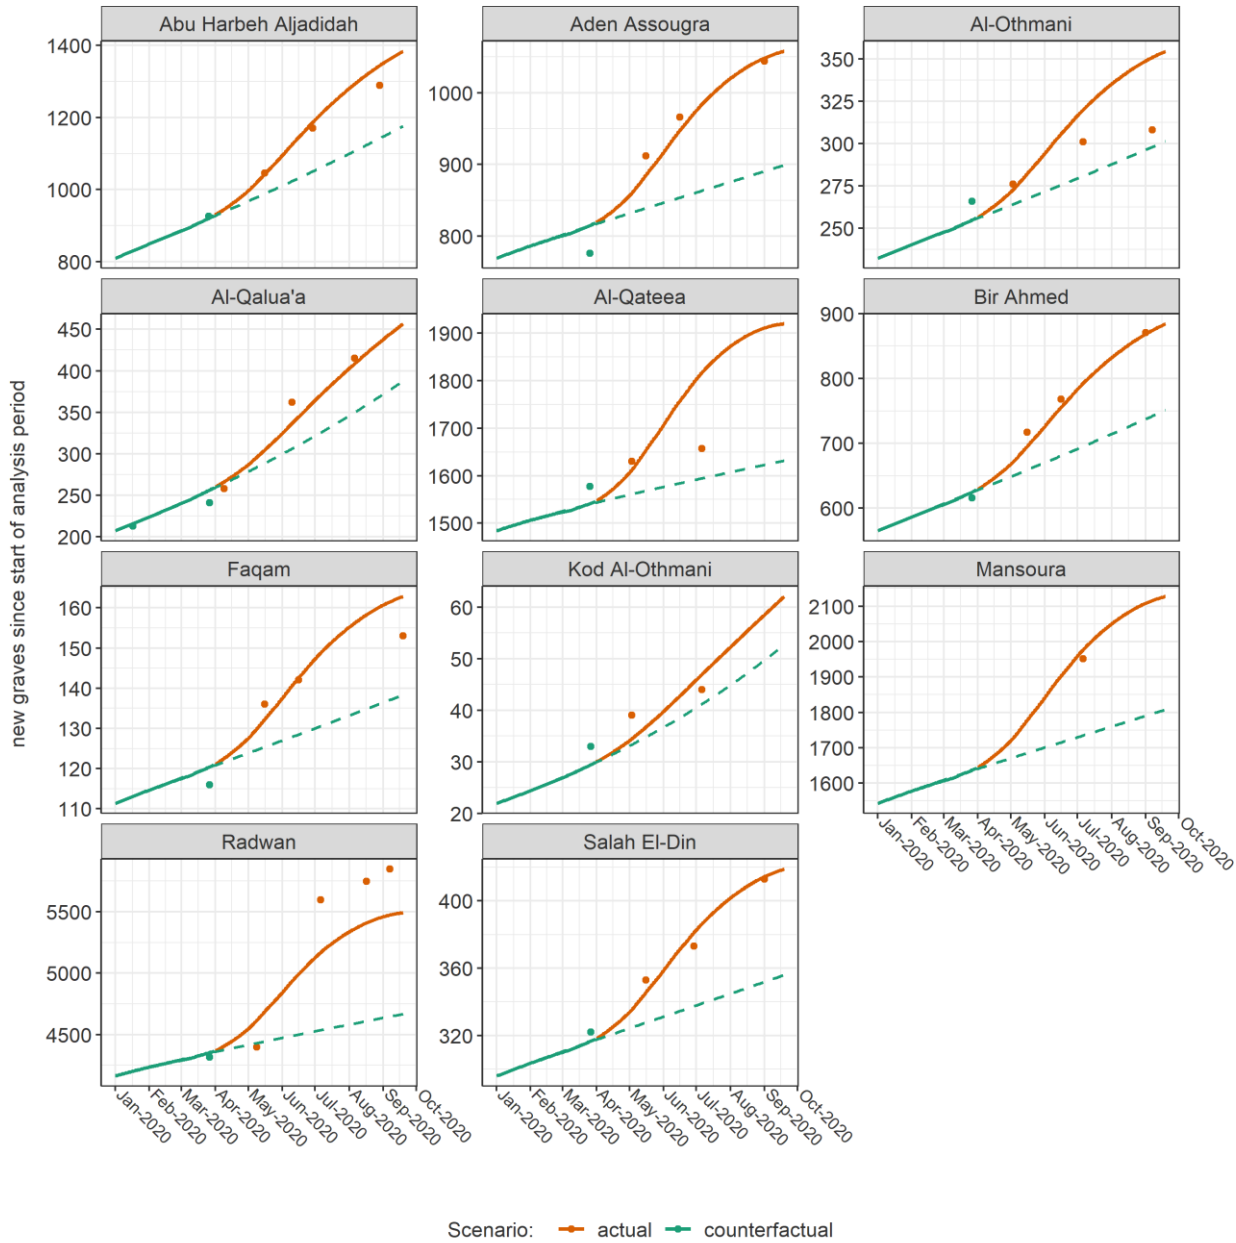 Abu Harbeh Aljadidah
Aden Assougra
Al-Othmani
1400
1200
1000
800
1000
900
800
350
325
300
275
250
Al-Qalua'a
Al-Qateea
Bir Ahmed
450
400
350
300
250
200
1900
1800
1700
1600
1500
900
800
700
600
new graves since start of analysis period
Faqam
Kod Al-Othmani
Mansoura
160
150
140
130
120
110
60
50
40
30
20
2100
2000
1900
1800
1700
1600
Jan-2020
Feb-2020
Mar-2020
Apr-2020
May-2020
Jun-2020
Jul-2020
Aug-2020
Sep-2020
Oct-2020
Radwan
Salah El-Din
5500
5000
4500
400
360
320
Jan-2020
Feb-2020
Mar-2020
Apr-2020
May-2020
Jun-2020
Jul-2020
Aug-2020
Sep-2020
Oct-2020
Jan-2020
Feb-2020
Mar-2020
Apr-2020
May-2020
Jun-2020
Jul-2020
Aug-2020
Sep-2020
Oct-2020
Scenario: actual counterfactual